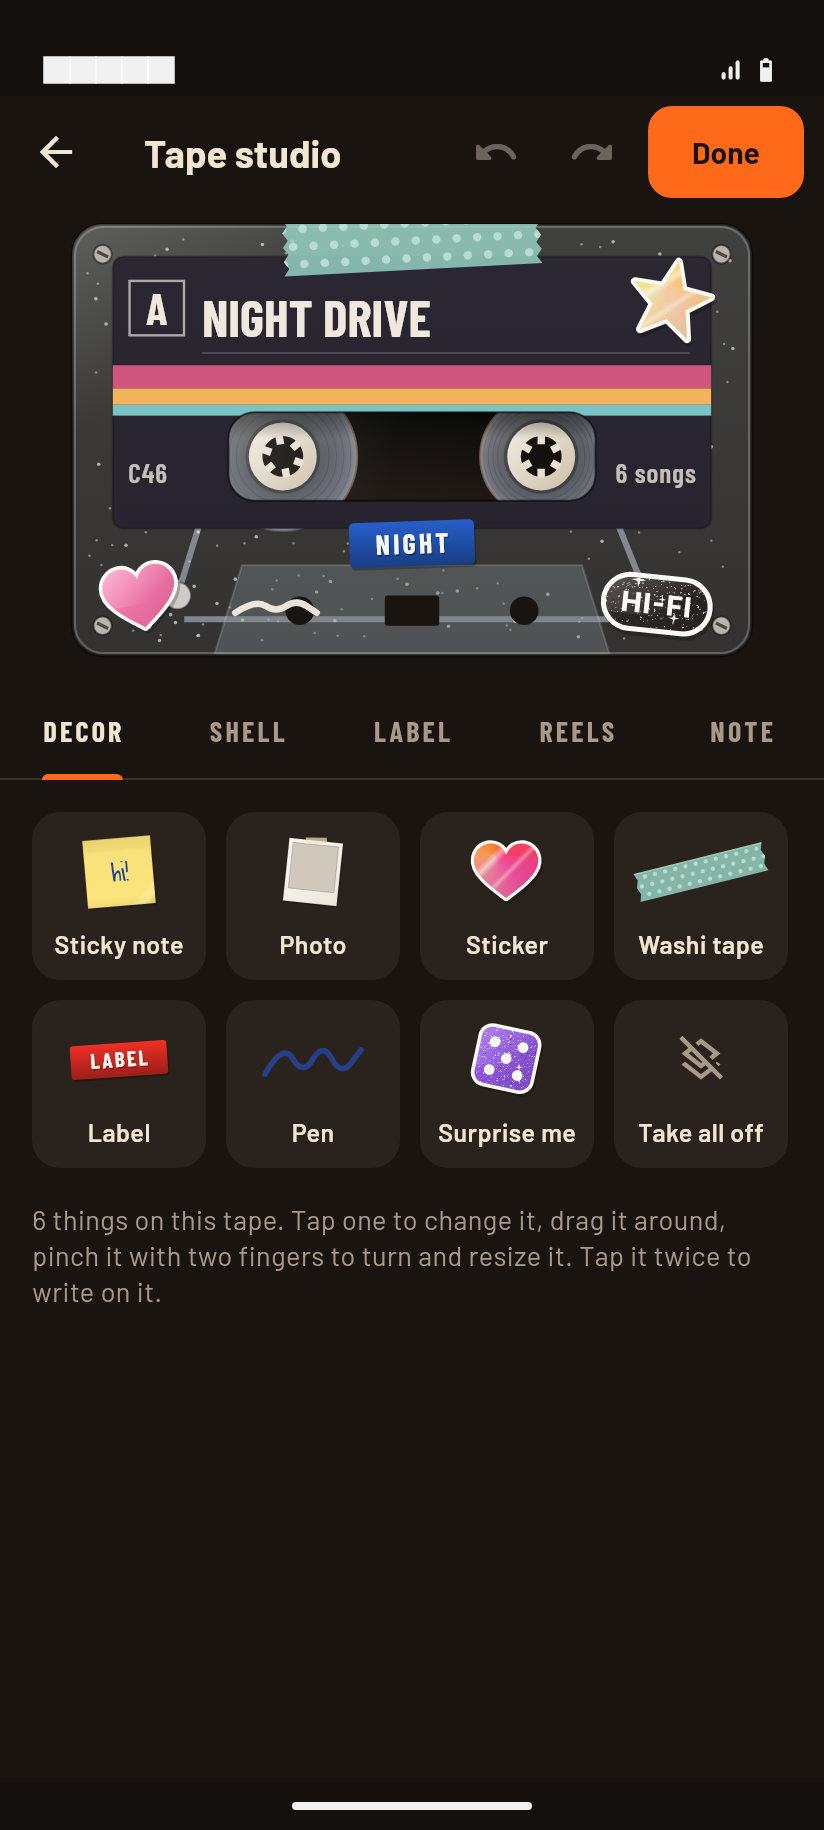 Tape studio
Done
A
NIGHT DRIVE
C46
6 songs
NIGHT
HI-FI
DECOR
SHELL
LABEL
REELS
NOTE
hi!
Sticky note
Photo
Sticker
Washi tape
LABEL
Label
Pen
Surprise me
Take all off
6 things on this tape. Tap one to change it, drag it around,
pinch it with two fingers to turn and resize it. Tap it twice to
write on it.